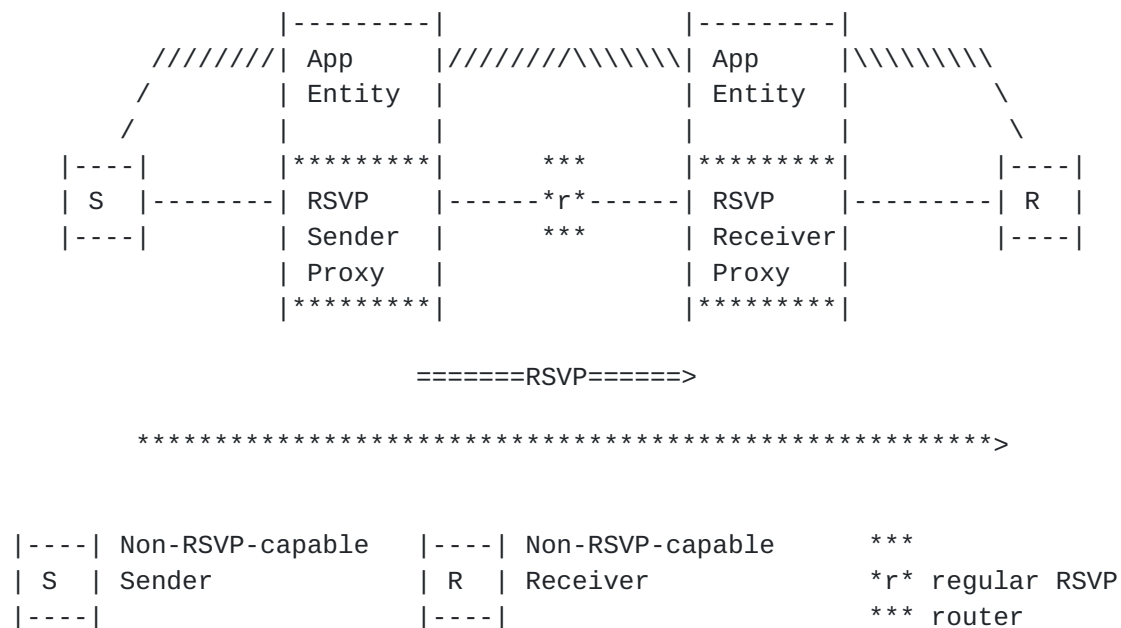 |---------|                |---------|
////////| App     |////////\\\\\\\| App     |\\\\\\\\\
/        | Entity  |                | Entity  |         \
/         |         |                |         |          \
|----|         |*********|      ***      |*********|         |----|
| S  |--------| RSVP    |------*r*------| RSVP    |---------| R  |
|----|        | Sender  |      ***      | Receiver|         |----|
| Proxy   |               | Proxy   |
|*********|               |*********|
=======RSVP======>
*******************************************************>
|----| Non-RSVP-capable   |----| Non-RSVP-capable      ***
| S  | Sender             | R  | Receiver             *r* regular RSVP
|----|                    |----|                      *** router